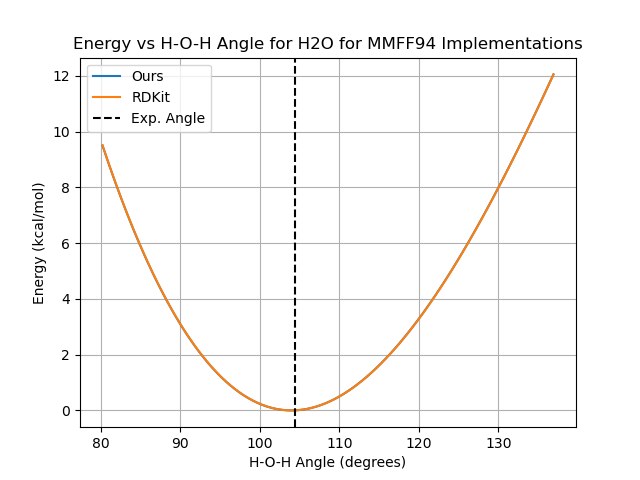 Energy vs H-O-H Angle for H2O for MMFF94 Implementations
Ours
RDKit
Exp. Angle
Energy (kcal/mol)
12
10
8
6
4
2
0
80 90 100 110 120 130
H-O-H Angle (degrees)